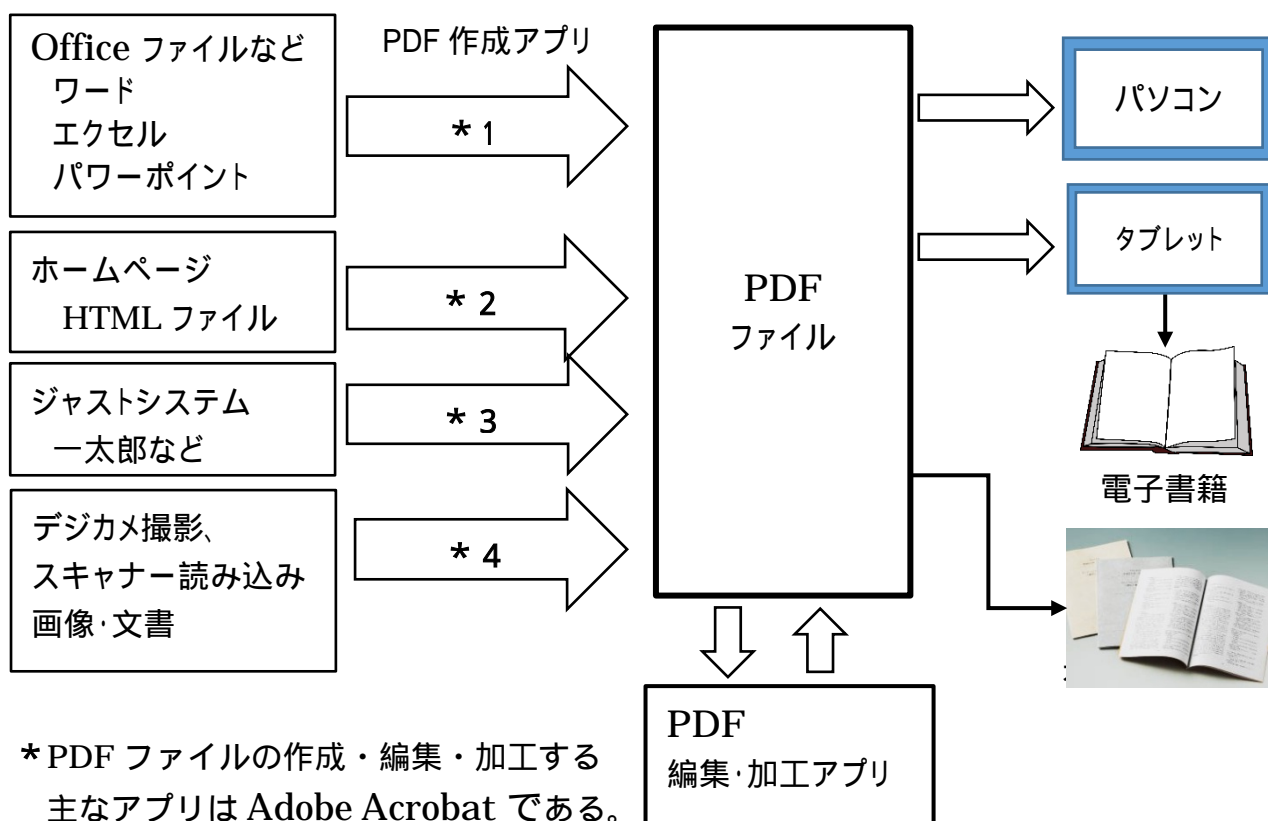 Office ファイルなど
ワード
エクセル
パワーポイント
PDF 作成アプリ
*1
ホームページ
HTML ファイル
*2
ジャストシステム
一太郎など
*3
デジカメ撮影、
スキャナー読み込み
画像・文書
*4
PDF
ファイル
パソコン
タブレット
電子書籍
PDF
編集・加工アプリ
*PDF ファイルの作成・編集・加工する
主なアプリは Adobe Acrobat である。